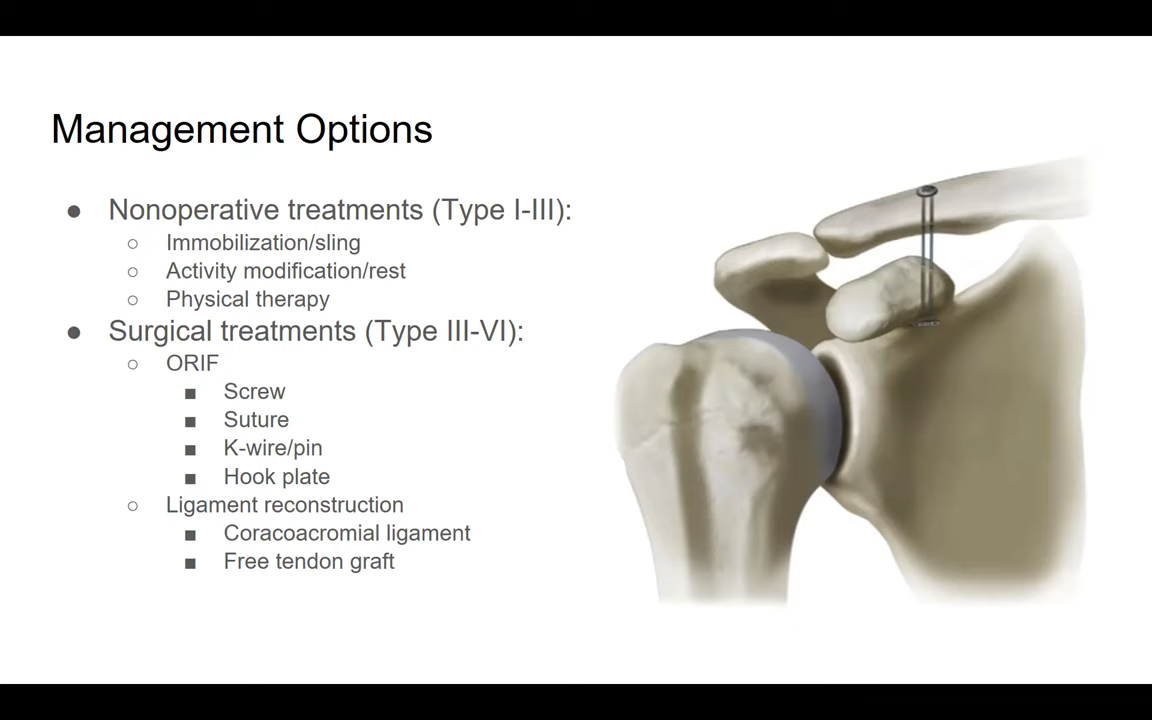 Management Options
● Nonoperative treatments (Type I-III):
○ Immobilization/sling
○ Activity modification/rest
○ Physical therapy
● Surgical treatments (Type III-VI):
○ ORIF
■ Screw
■ Suture
■ K-wire/pin
■ Hook plate
○ Ligament reconstruction
■ Coracoacromial ligament
■ Free tendon graft